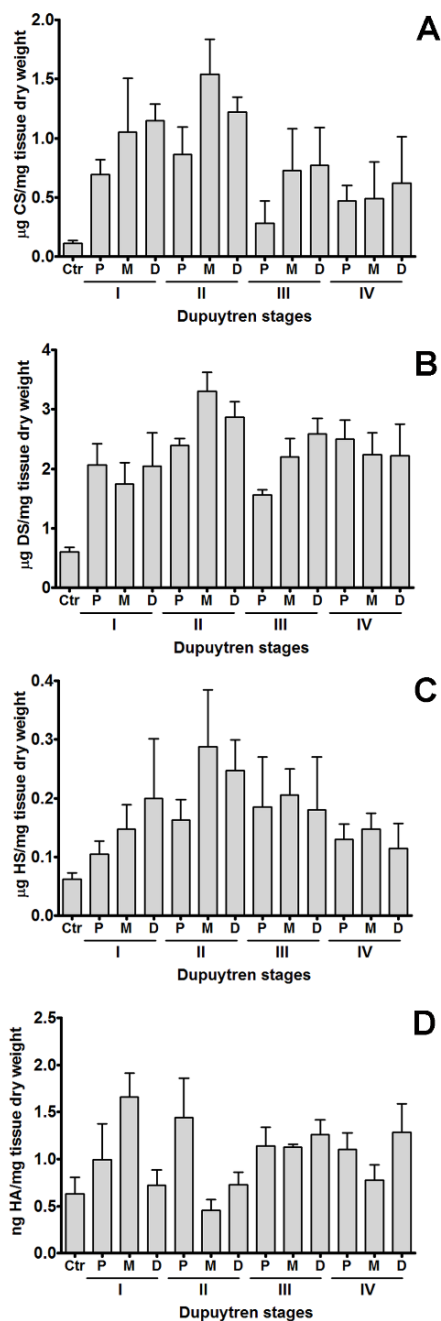 A
µg CS/mg tissue dry weight
2.0
1.5
1.0
0.5
0.0
Ctr P M D P M D P M D P M D
I II III IV
Dupuytren stages
B
µg DS/mg tissue dry weight
4
3
2
1
0
Ctr P M D P M D P M D P M D
I II III IV
Dupuytren stages
C
µg HS/mg tissue dry weight
0.4
0.3
0.2
0.1
0.0
Ctr P M D P M D P M D P M D
I II III IV
Dupuytren stages
D
ng HA/mg tissue dry weight
2.5
2.0
1.5
1.0
0.5
0.0
Ctr P M D P M D P M D P M D
I II III IV
Dupuytren stages